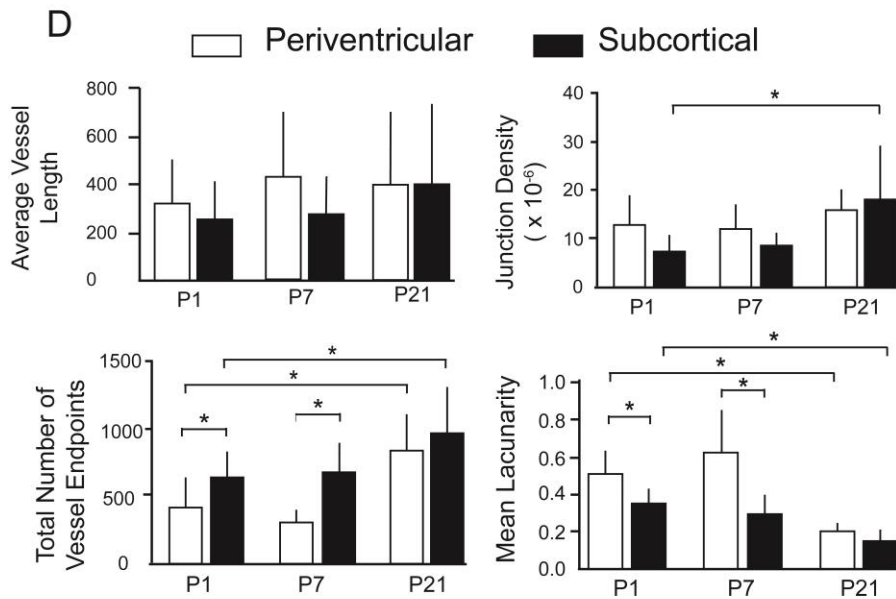 D
Periventricular
Subcortical
Average Vessel
Length
800
600
400
200
0
P1
P7
P21
Junction Density
( x 10⁻⁶)
40
30
20
10
0
*
P1
P7
P21
Total Number of
Vessel Endpoints
1500
1000
500
0
*
*
*
*
P1
P7
P21
Mean Lacunarity
1.0
0.8
0.6
0.4
0.2
0.0
*
*
*
*
P1
P7
P21